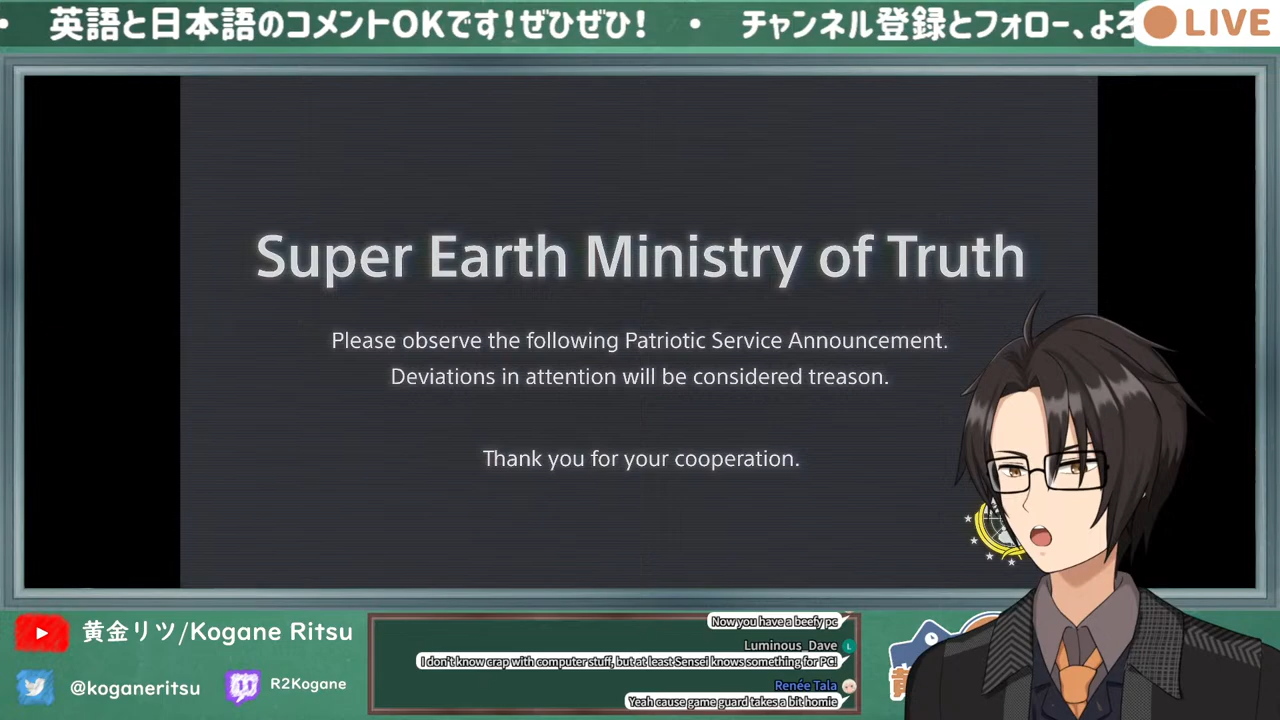 • 英語と日本語のコメントOKです！ぜひぜひ！ • チャンネル登録とフォロー、よろ
LIVE
Super Earth Ministry of Truth
Please observe the following Patriotic Service Announcement.
Deviations in attention will be considered treason.
Thank you for your cooperation.
黄金リツ/Kogane Ritsu
@koganeritsu
R2Kogane
Now you have a beefy pc
Luminous_Dave L
I don't know crap with computer stuff, but at least Sensei knows something for PC!
Renée Tala
Yeah cause game guard takes a bit homie